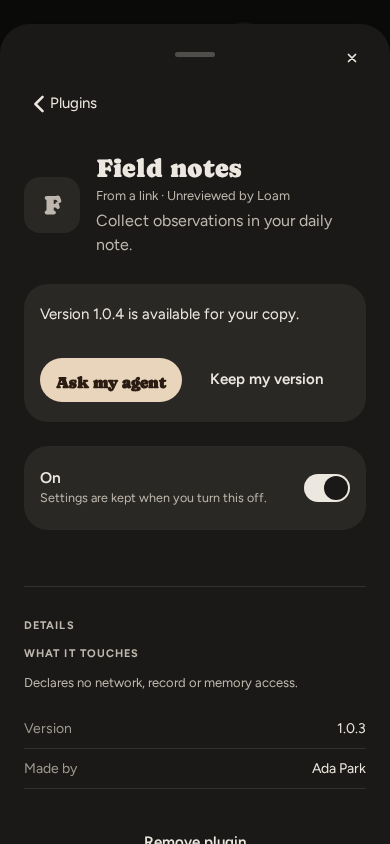 Plugins
Field notes
From a link · Unreviewed by Loam
F
Collect observations in your daily
note.
Version 1.0.4 is available for your copy.
Ask my agent
Keep my version
On
Settings are kept when you turn this off.
DETAILS
WHAT IT TOUCHES
Declares no network, record or memory access.
Version 1.0.3
Made by Ada Park
Remove plugin